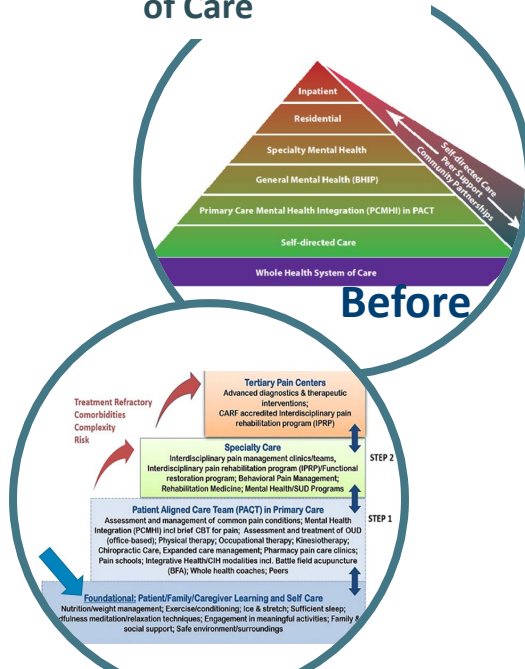 of Care
Inpatient
Residential
Specialty Mental Health
General Mental Health (BHIP)
Primary Care Mental Health Integration (PCMHI) in PACT
Self-directed Care
Whole Health System of Care
Self-directed Care
Peer Support
Community Partnerships
Before
Treatment Refractory
Comorbidities
Complexity
Risk
Tertiary Pain Centers
Advanced diagnostics & therapeutic
interventions;
CARF accredited Interdisciplinary pain
rehabilitation program (IPRP)
STEP 2
Specialty Care
Interdisciplinary pain management clinics/teams,
Interdisciplinary pain rehabilitation program (IPRP)/Functional
restoration program; Behavioral Pain Management;
Rehabilitation Medicine; Mental Health/SUD Programs
STEP 1
Patient Aligned Care Team (PACT) in Primary Care
Assessment and management of common pain conditions; Mental Health
Integration (PCMHI) incl brief CBT for pain; Assessment and treatment of OUD
(office-based); Physical therapy; Occupational therapy; Kinesiotherapy;
Chiropractic Care, Expanded care management; Pharmacy pain care clinics;
Pain schools; Integrative Health/CIH modalities incl. Battle field acupuncture
(BFA); Whole health coaches; Peers
Foundational: Patient/Family/Caregiver Learning and Self Care
Nutrition/weight management; Exercise/conditioning; Ice & stretch; Sufficient sleep;
meditation/relaxation techniques; Engagement in meaningful activities; Family &
social support; Safe environment/surroundings